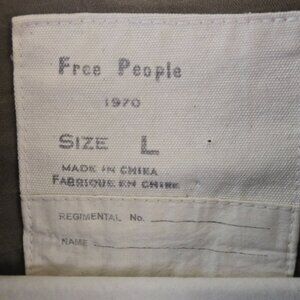 Free People
1970
SIZE L
MADE IN CHINA
FABRIQUE EN CHINE
REGIMENTAL No.
NAME